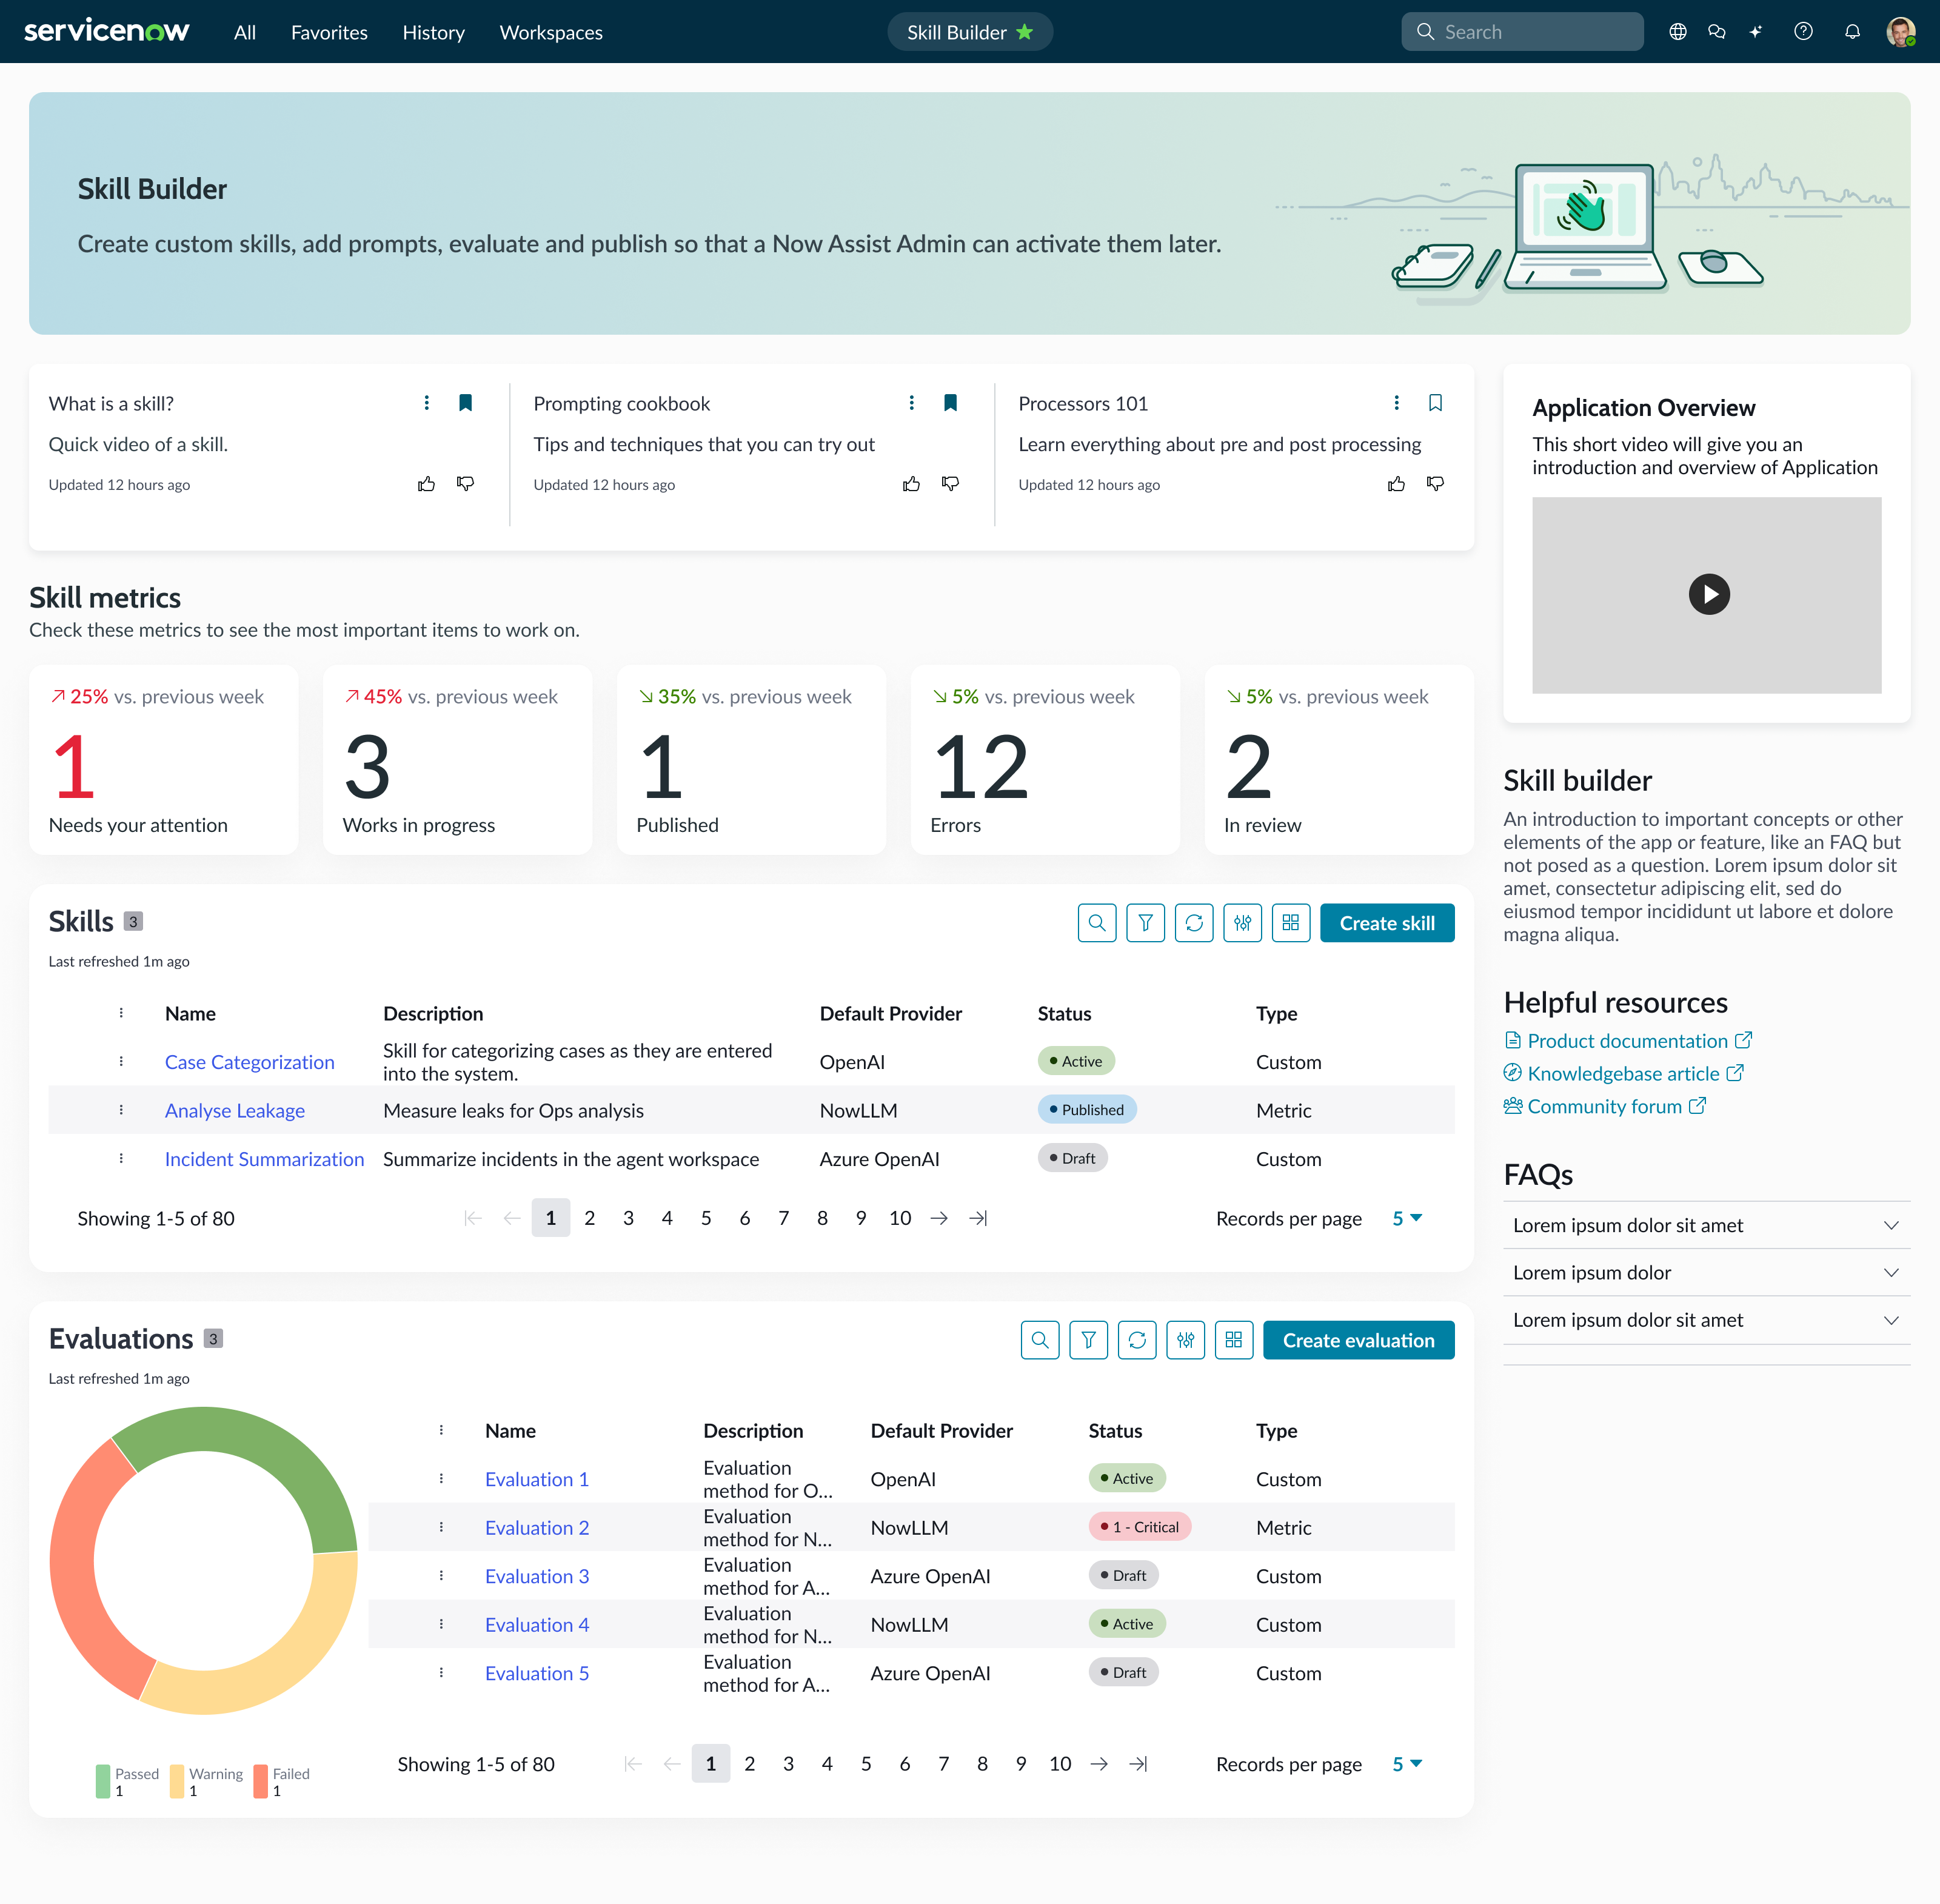 servicenow
All
Favorites
History
Workspaces
Skill Builder
Search
Skill Builder
Create custom skills, add prompts, evaluate and publish so that a Now Assist Admin can activate them later.
What is a skill?
Quick video of a skill.
Updated 12 hours ago
Prompting cookbook
Tips and techniques that you can try out
Updated 12 hours ago
Processors 101
Learn everything about pre and post processing
Updated 12 hours ago
Application Overview
This short video will give you an
introduction and overview of Application
Skill metrics
Check these metrics to see the most important items to work on.
25% vs. previous week
1
Needs your attention
45% vs. previous week
3
Works in progress
35% vs. previous week
1
Published
5% vs. previous week
12
Errors
5% vs. previous week
2
In review
Skill builder
An introduction to important concepts or other
elements of the app or feature, like an FAQ but
not posed as a question. Lorem ipsum dolor sit
amet, consectetur adipiscing elit, sed do
eiusmod tempor incididunt ut labore et dolore
magna aliqua.
Helpful resources
Product documentation
Knowledgebase article
Community forum
FAQs
Lorem ipsum dolor sit amet
Lorem ipsum dolor
Lorem ipsum dolor sit amet
Skills 3
Last refreshed 1m ago
Create skill
Name Description Default Provider Status Type
Case Categorization
Skill for categorizing cases as they are entered
into the system.
OpenAI Active Custom
Analyse Leakage Measure leaks for Ops analysis NowLLM Published Metric
Incident Summarization Summarize incidents in the agent workspace Azure OpenAI Draft Custom
Showing 1-5 of 80
1 2 3 4 5 6 7 8 9 10
Records per page 5
Evaluations 3
Last refreshed 1m ago
Create evaluation
Name Description Default Provider Status Type
Evaluation 1
Evaluation
method for O...
OpenAI Active Custom
Evaluation 2
Evaluation
method for N...
NowLLM 1 - Critical Metric
Evaluation 3
Evaluation
method for A...
Azure OpenAI Draft Custom
Evaluation 4
Evaluation
method for N...
NowLLM Active Custom
Evaluation 5
Evaluation
method for A...
Azure OpenAI Draft Custom
Passed
1
Warning
1
Failed
1
Showing 1-5 of 80
1 2 3 4 5 6 7 8 9 10
Records per page 5